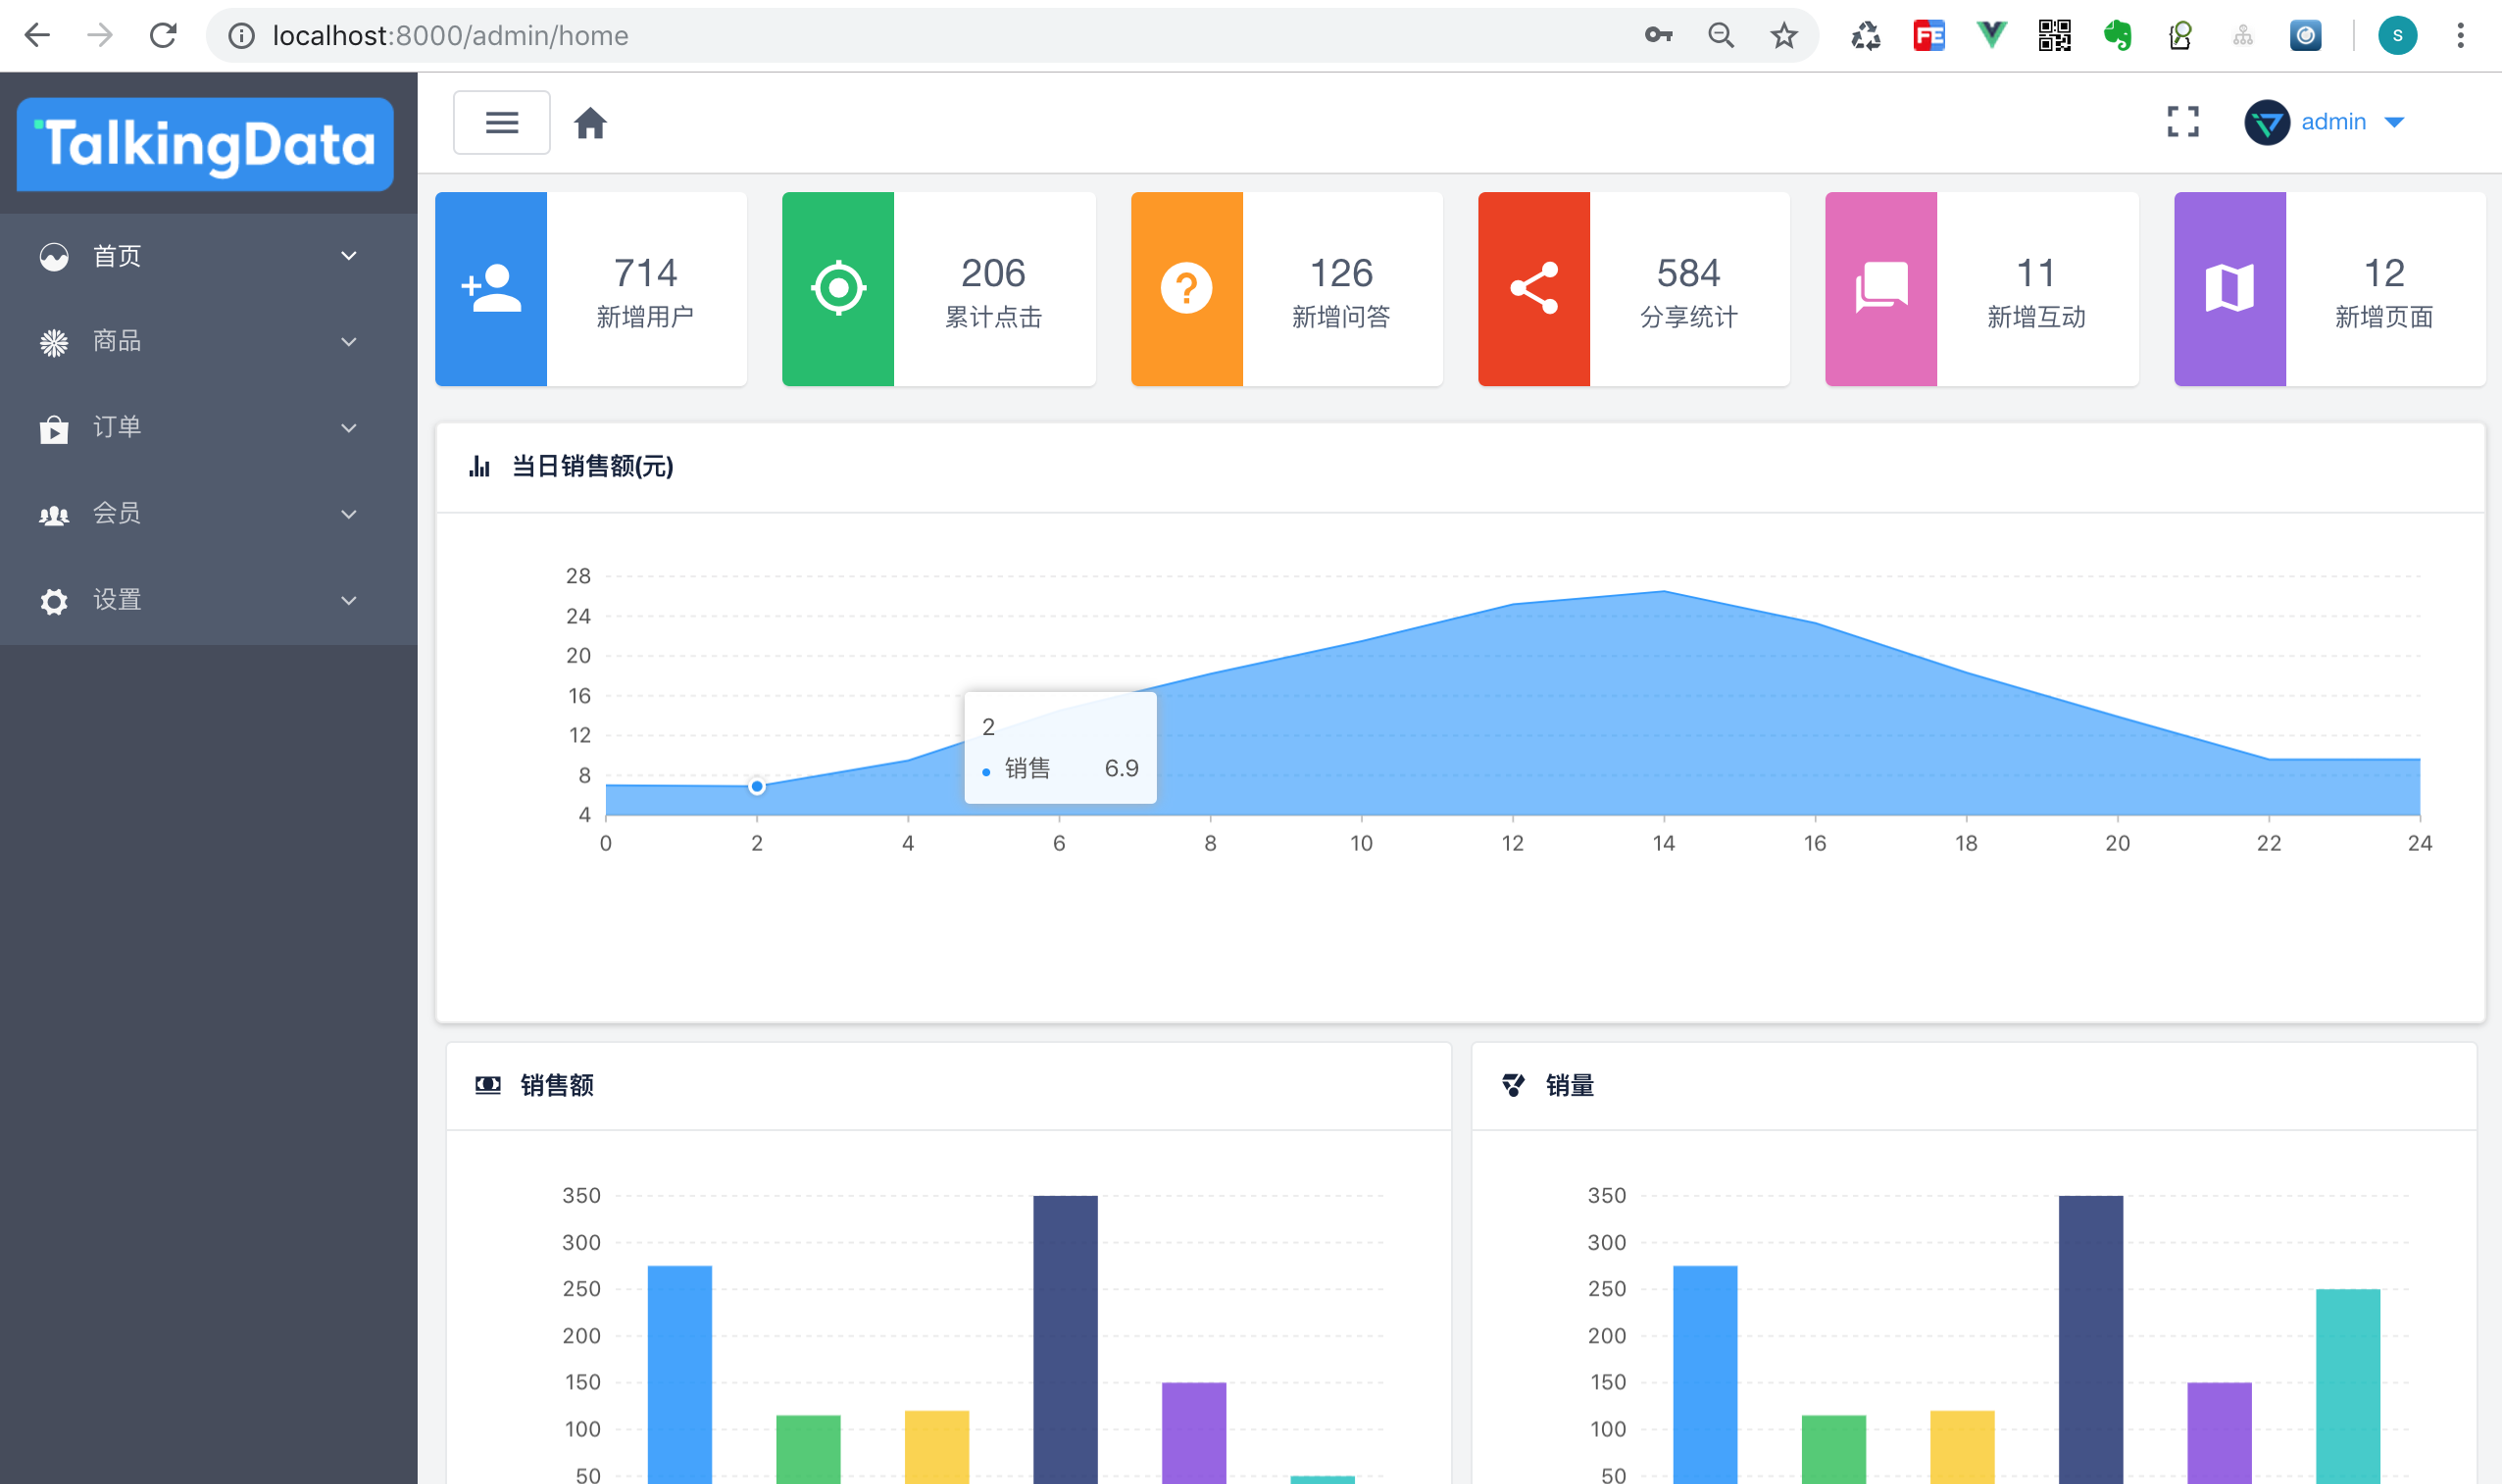 localhost:8000/admin/home
FE
S
TalkingData
admin
首页
商品
订单
会员
设置
714
新增用户
206
累计点击
126
新增问答
584
分享统计
11
新增互动
12
新增页面
当日销售额(元)
28
24
20
16
12
8
4
0 2 4 6 8 10 12 14 16 18 20 22 24
2
销售 6.9
销售额
350
300
250
200
150
100
50
销量
350
300
250
200
150
100
50